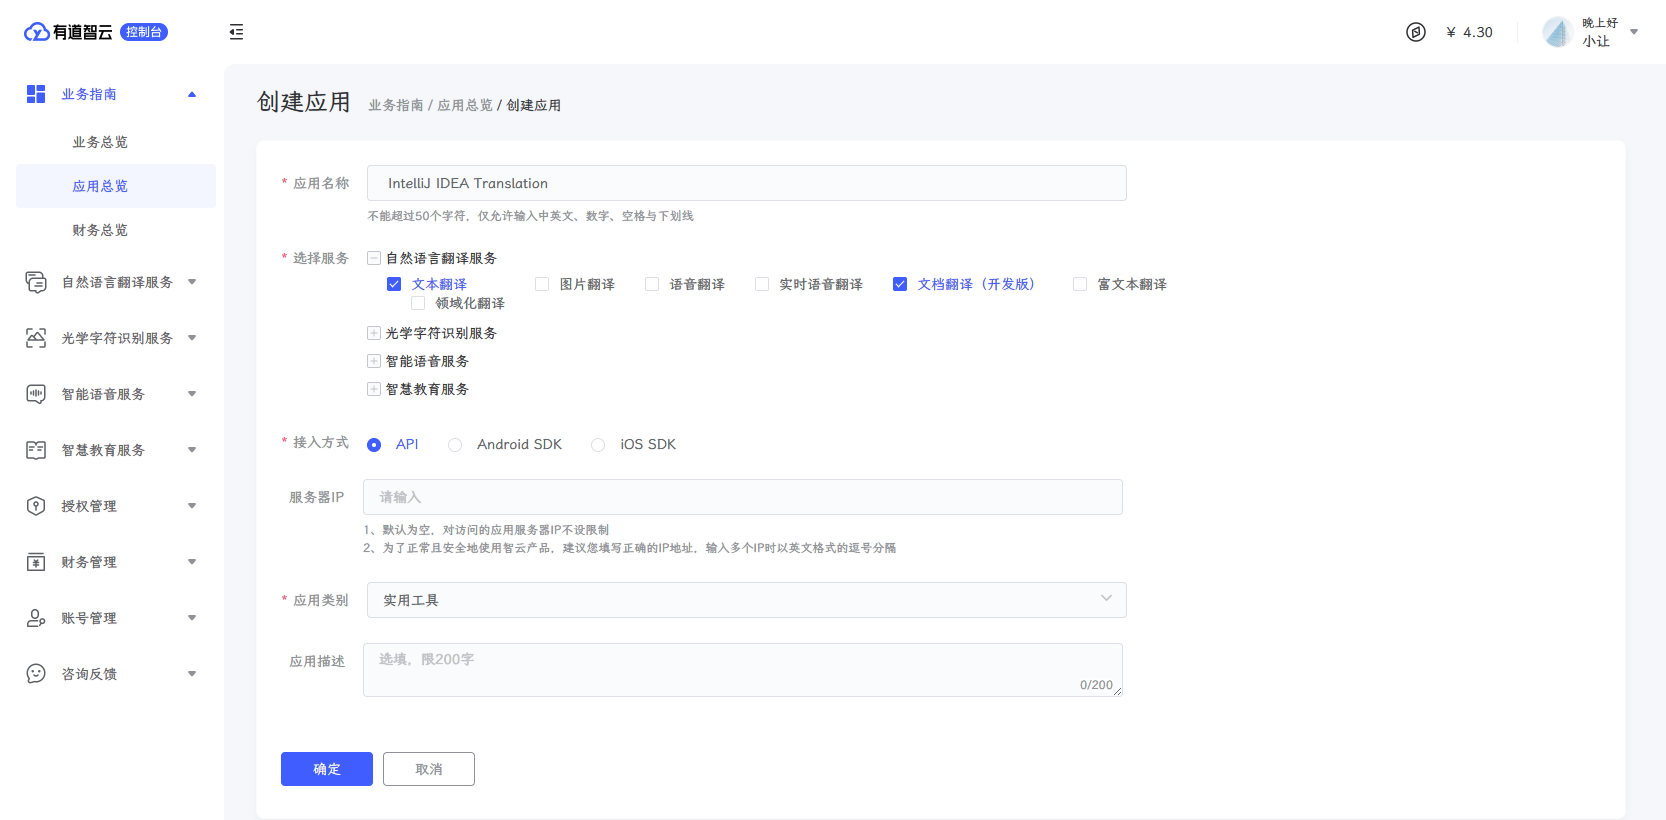 有道智云 控制台
¥ 4.30
晚上好
小让
业务指南
业务总览
应用总览
财务总览
自然语言翻译服务
光学字符识别服务
智能语音服务
智慧教育服务
授权管理
财务管理
账号管理
咨询反馈
创建应用 业务指南 / 应用总览 / 创建应用
* 应用名称 IntelliJ IDEA Translation
不能超过50个字符，仅允许输入中英文、数字、空格与下划线
* 选择服务 自然语言翻译服务
文本翻译 图片翻译 语音翻译 实时语音翻译 文档翻译（开发版） 富文本翻译
领域化翻译
光学字符识别服务
智能语音服务
智慧教育服务
* 接入方式 API Android SDK iOS SDK
服务器IP 请输入
1、默认为空，对访问的应用服务器IP不设限制
2、为了正常且安全地使用智云产品，建议您填写正确的IP地址，输入多个IP时以英文格式的逗号分隔
* 应用类别 实用工具
应用描述 选填，限200字
0/200
确定 取消